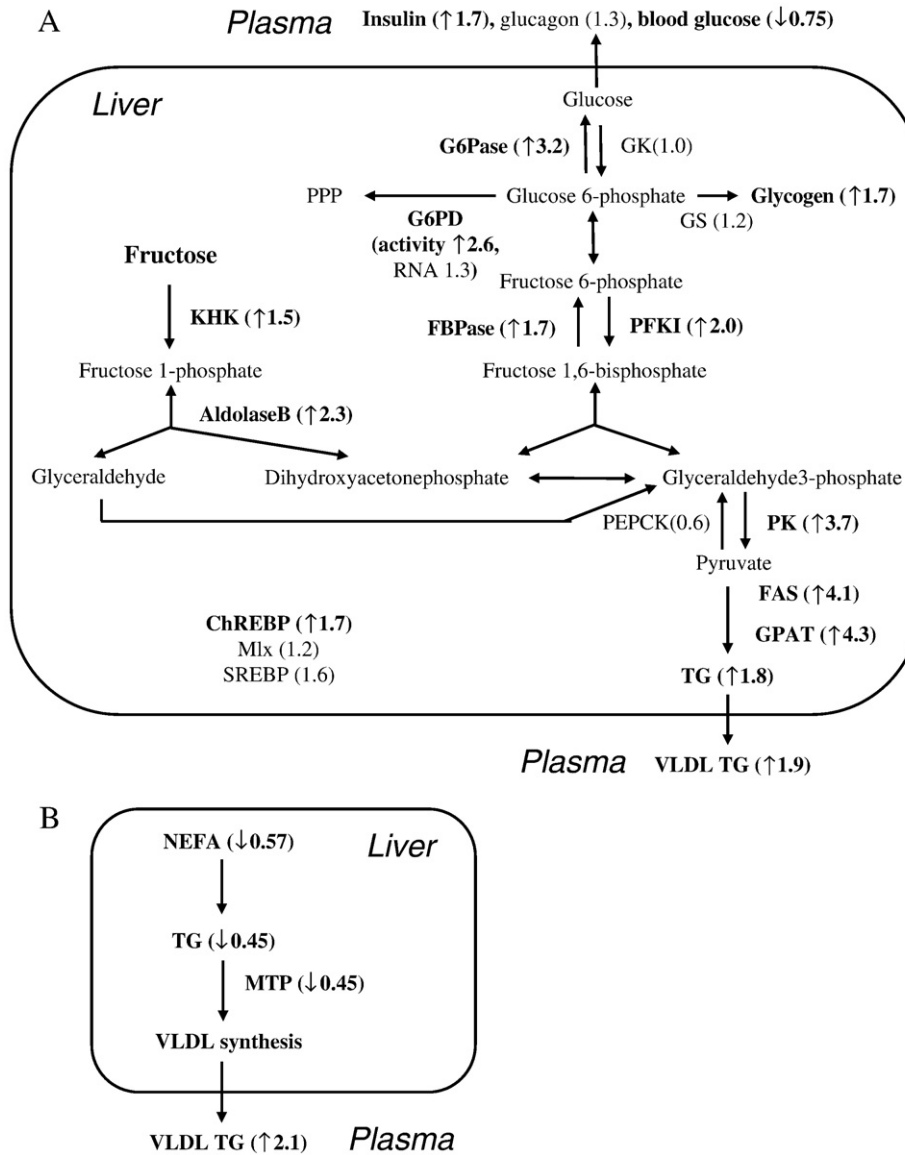 A
Plasma
Insulin (↑1.7), glucagon (1.3), blood glucose (↓0.75)
Liver
Glucose
G6Pase (↑3.2)
GK(1.0)
PPP
Glucose 6-phosphate
Glycogen (↑1.7)
GS (1.2)
G6PD
(activity ↑2.6,
RNA 1.3)
Fructose
Fructose 6-phosphate
KHK (↑1.5)
FBPase (↑1.7)
PFKI (↑2.0)
Fructose 1-phosphate
Fructose 1,6-bisphosphate
AldolaseB (↑2.3)
Glyceraldehyde
Dihydroxyacetonephosphate
Glyceraldehyde3-phosphate
PEPCK(0.6)
PK (↑3.7)
Pyruvate
FAS (↑4.1)
GPAT (↑4.3)
ChREBP (↑1.7)
Mlx (1.2)
SREBP (1.6)
TG (↑1.8)
Plasma
VLDL TG (↑1.9)
B
NEFA (↓0.57)
Liver
TG (↓0.45)
MTP (↓0.45)
VLDL synthesis
VLDL TG (↑2.1)
Plasma